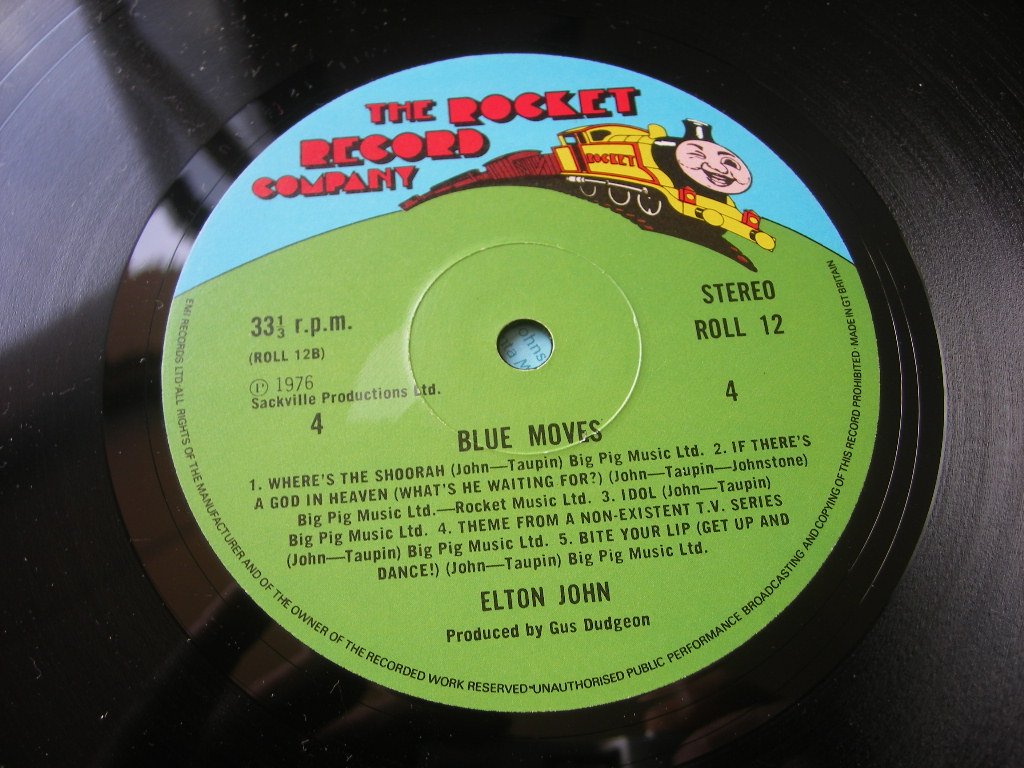 THE ROCKET
RECORD
COMPANY
ROCKET
33⅓ r.p.m.
(ROLL 12B)
Ⓟ 1976
Sackville Productions Ltd.
4
STEREO
ROLL 12
4
BLUE MOVES
1. WHERE'S THE SHOORAH (John—Taupin) Big Pig Music Ltd. 2. IF THERE'S
A GOD IN HEAVEN (WHAT'S HE WAITING FOR?) (John—Taupin—Johnstone)
Big Pig Music Ltd.—Rocket Music Ltd. 3. IDOL (John—Taupin)
Big Pig Music Ltd. 4. THEME FROM A NON-EXISTENT T.V. SERIES
(John—Taupin) Big Pig Music Ltd. 5. BITE YOUR LIP (GET UP AND
DANCE!) (John—Taupin) Big Pig Music Ltd.
ELTON JOHN
Produced by Gus Dudgeon
EMI RECORDS LTD·ALL RIGHTS OF THE MANUFACTURER AND OF THE OWNER OF THE RECORDED WORK RESERVED·UNAUTHORISED PUBLIC PERFORMANCE BROADCASTING AND COPYING OF THIS RECORD PROHIBITED·MADE IN GT BRITAIN